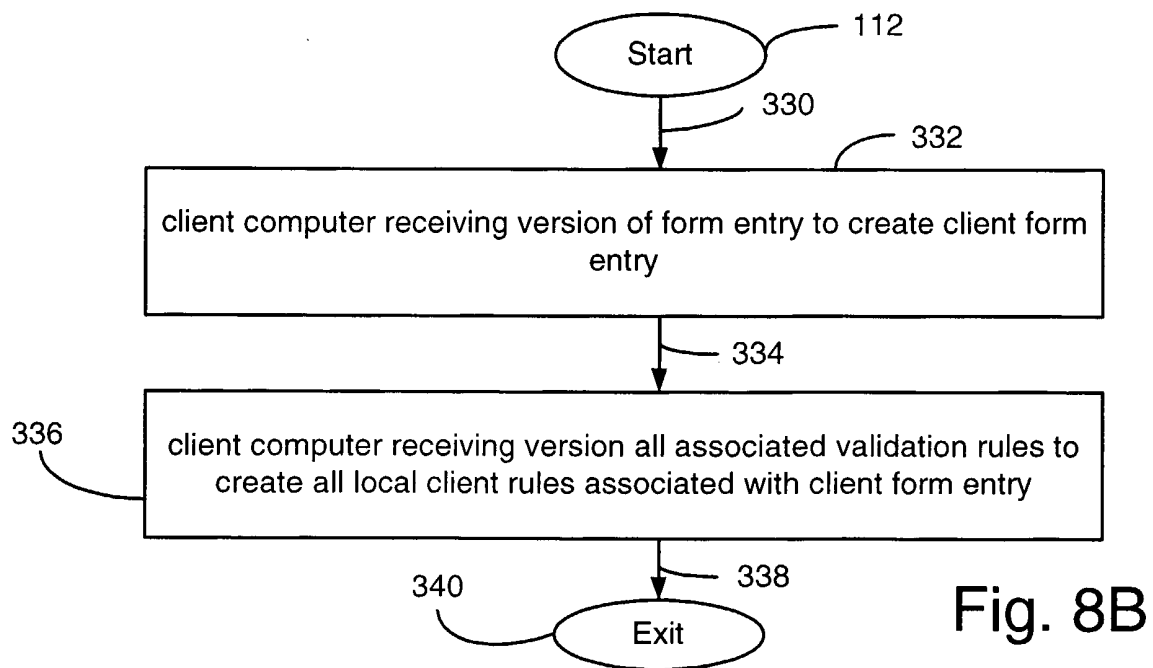 112
Start
330
332
client computer receiving version of form entry to create client form
entry
334
336
client computer receiving version all associated validation rules to
create all local client rules associated with client form entry
338
340
Exit
Fig. 8B